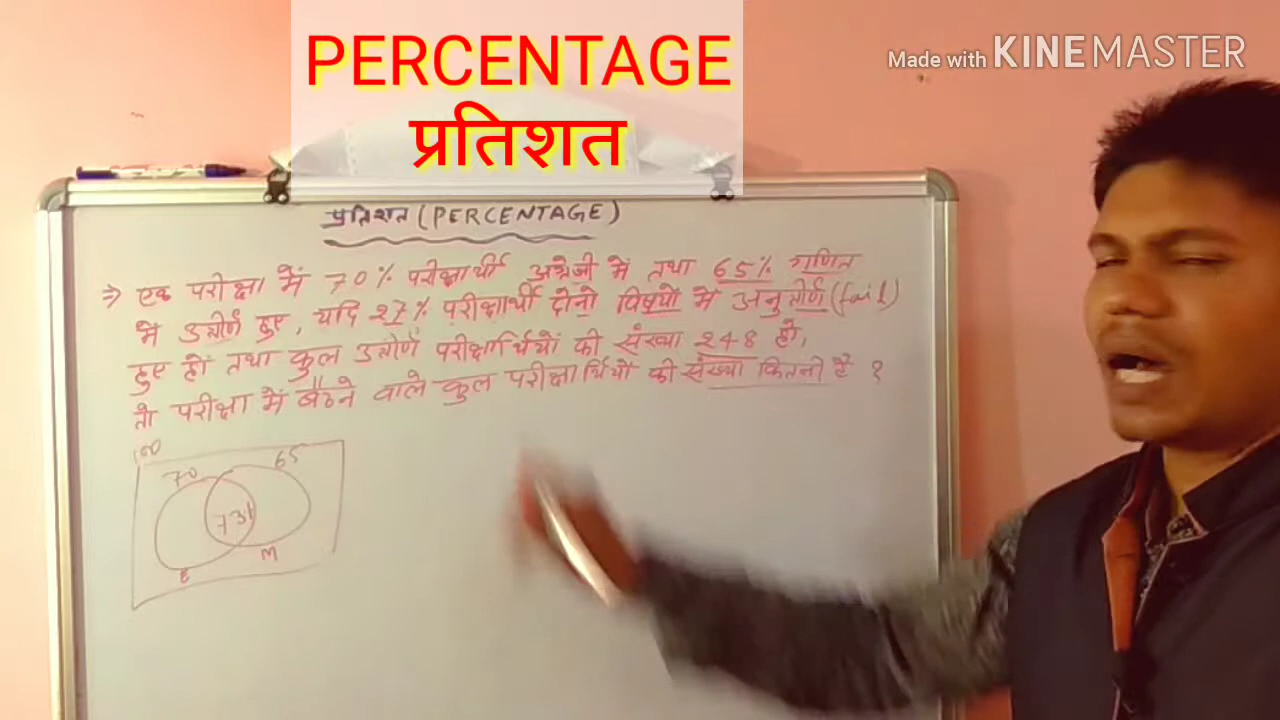 PERCENTAGE
प्रतिशत
Made with KINEMASTER
प्रतिशत (PERCENTAGE)
⇒ एक परीक्षा में 70% परीक्षार्थी अंग्रेजी में तथा 65% गणित
में उत्तीर्ण हुए, यदि 27% परीक्षार्थी दोनो विषयों में अनुत्तीर्ण (fail)
हुए हों तथा कुल उत्तीर्ण परीक्षार्थियों की संख्या 248 हो,
तो परीक्षा में बैठने वाले कुल परीक्षार्थियों की संख्या कितनी है ?
100
70 65
E M